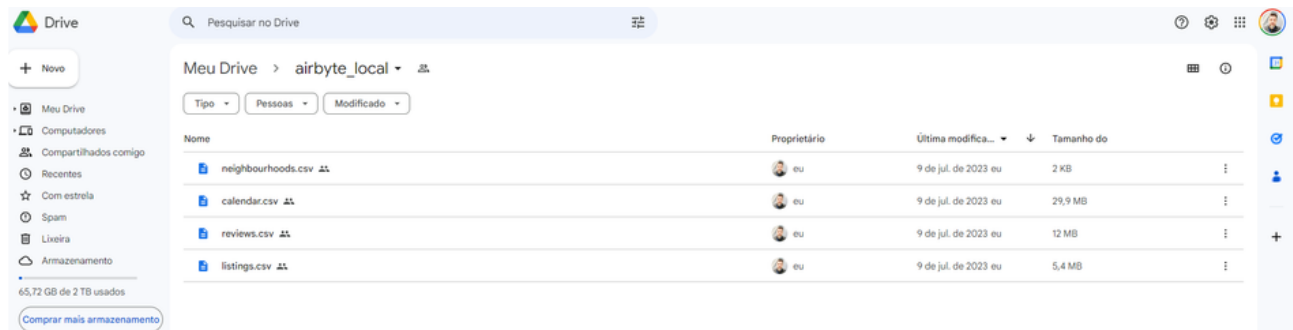 Drive
Pesquisar no Drive
Novo
Meu Drive > airbyte_local
Tipo
Pessoas
Modificado
Meu Drive
Computadores
Compartilhados comigo
Recentes
Com estrela
Spam
Lixeira
Armazenamento
65,72 GB de 2 TB usados
Comprar mais armazenamento
Nome Proprietário Última modifica... Tamanho do
neighbourhoods.csv eu 9 de jul. de 2023 eu 2 KB
calendar.csv eu 9 de jul. de 2023 eu 29,9 MB
reviews.csv eu 9 de jul. de 2023 eu 12 MB
listings.csv eu 9 de jul. de 2023 eu 5,4 MB